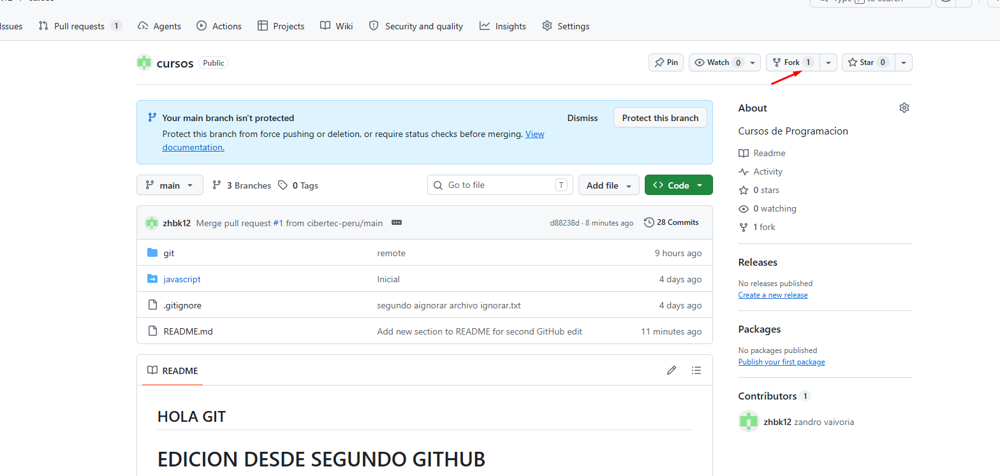 Type / to search
Issues Pull requests 1 Agents Actions Projects Wiki Security and quality Insights Settings
cursos Public Pin Watch 0 Fork 1 Star 0
Your main branch isn't protected
Dismiss Protect this branch
Protect this branch from force pushing or deletion, or require status checks before merging. View
documentation.
main 3 Branches 0 Tags Go to file T Add file Code
zhbk12 Merge pull request #1 from cibertec-peru/main d88238d · 8 minutes ago 28 Commits
git remote 9 hours ago
javascript Inicial 4 days ago
.gitignore segundo aignorar archivo ignorar.txt 4 days ago
README.md Add new section to README for second GitHub edit 11 minutes ago
README
HOLA GIT
EDICION DESDE SEGUNDO GITHUB
About
Cursos de Programacion
Readme
Activity
0 stars
0 watching
1 fork
Releases
No releases published
Create a new release
Packages
No packages published
Publish your first package
Contributors 1
zhbk12 zandro vaivoria